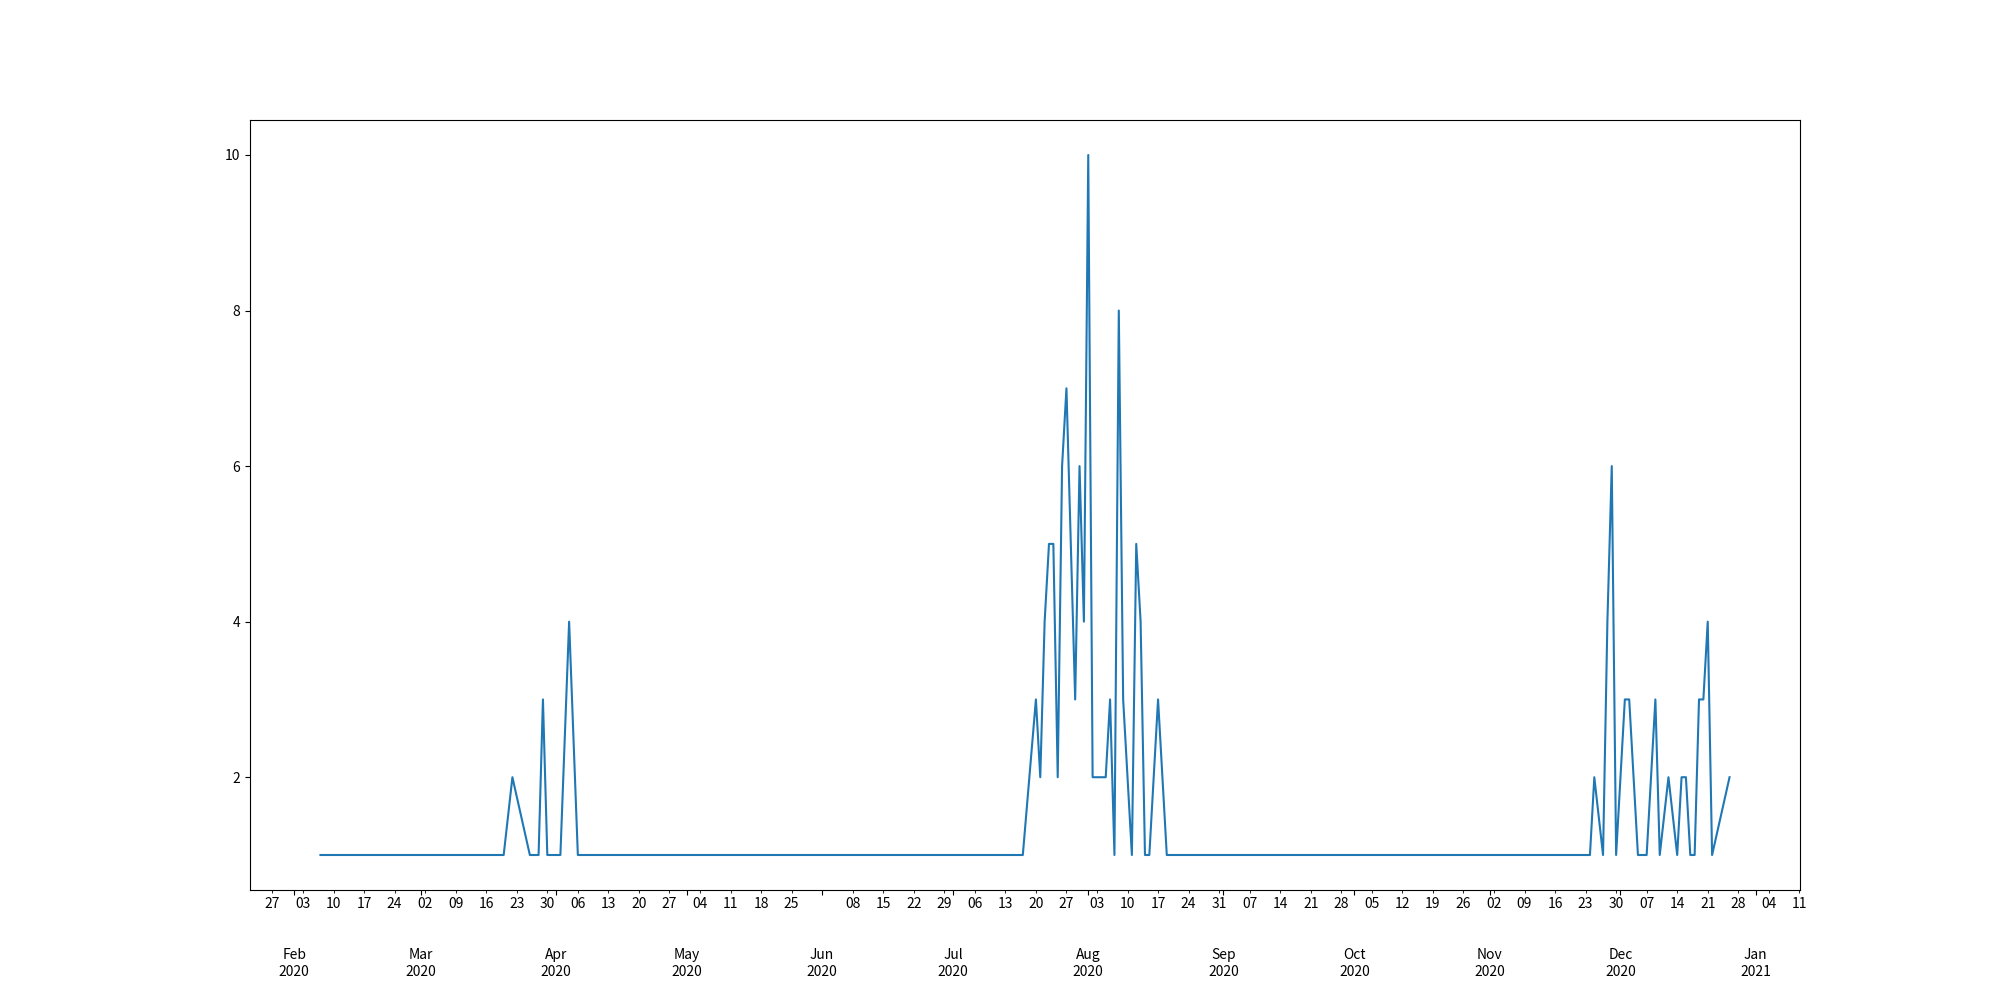 10
8
6
4
2
27 03 10 17 24 02 09 16 23 30 06 13 20 27 04 11 18 25 08 15 22 29 06 13 20 27 03 10 17 24 31 07 14 21 28 05 12 19 26 02 09 16 23 30 07 14 21 28 04 11
Feb Mar Apr May Jun Jul Aug Sep Oct Nov Dec Jan
2020 2020 2020 2020 2020 2020 2020 2020 2020 2020 2020 2021